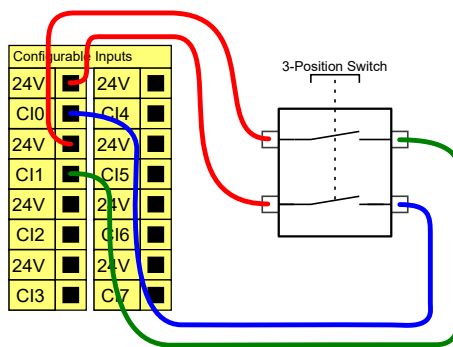 Configurable Inputs
24V 24V
CI0 CI4
24V 24V
CI1 CI5
24V 24V
CI2 CI6
24V 24V
CI3 CI7
3-Position Switch